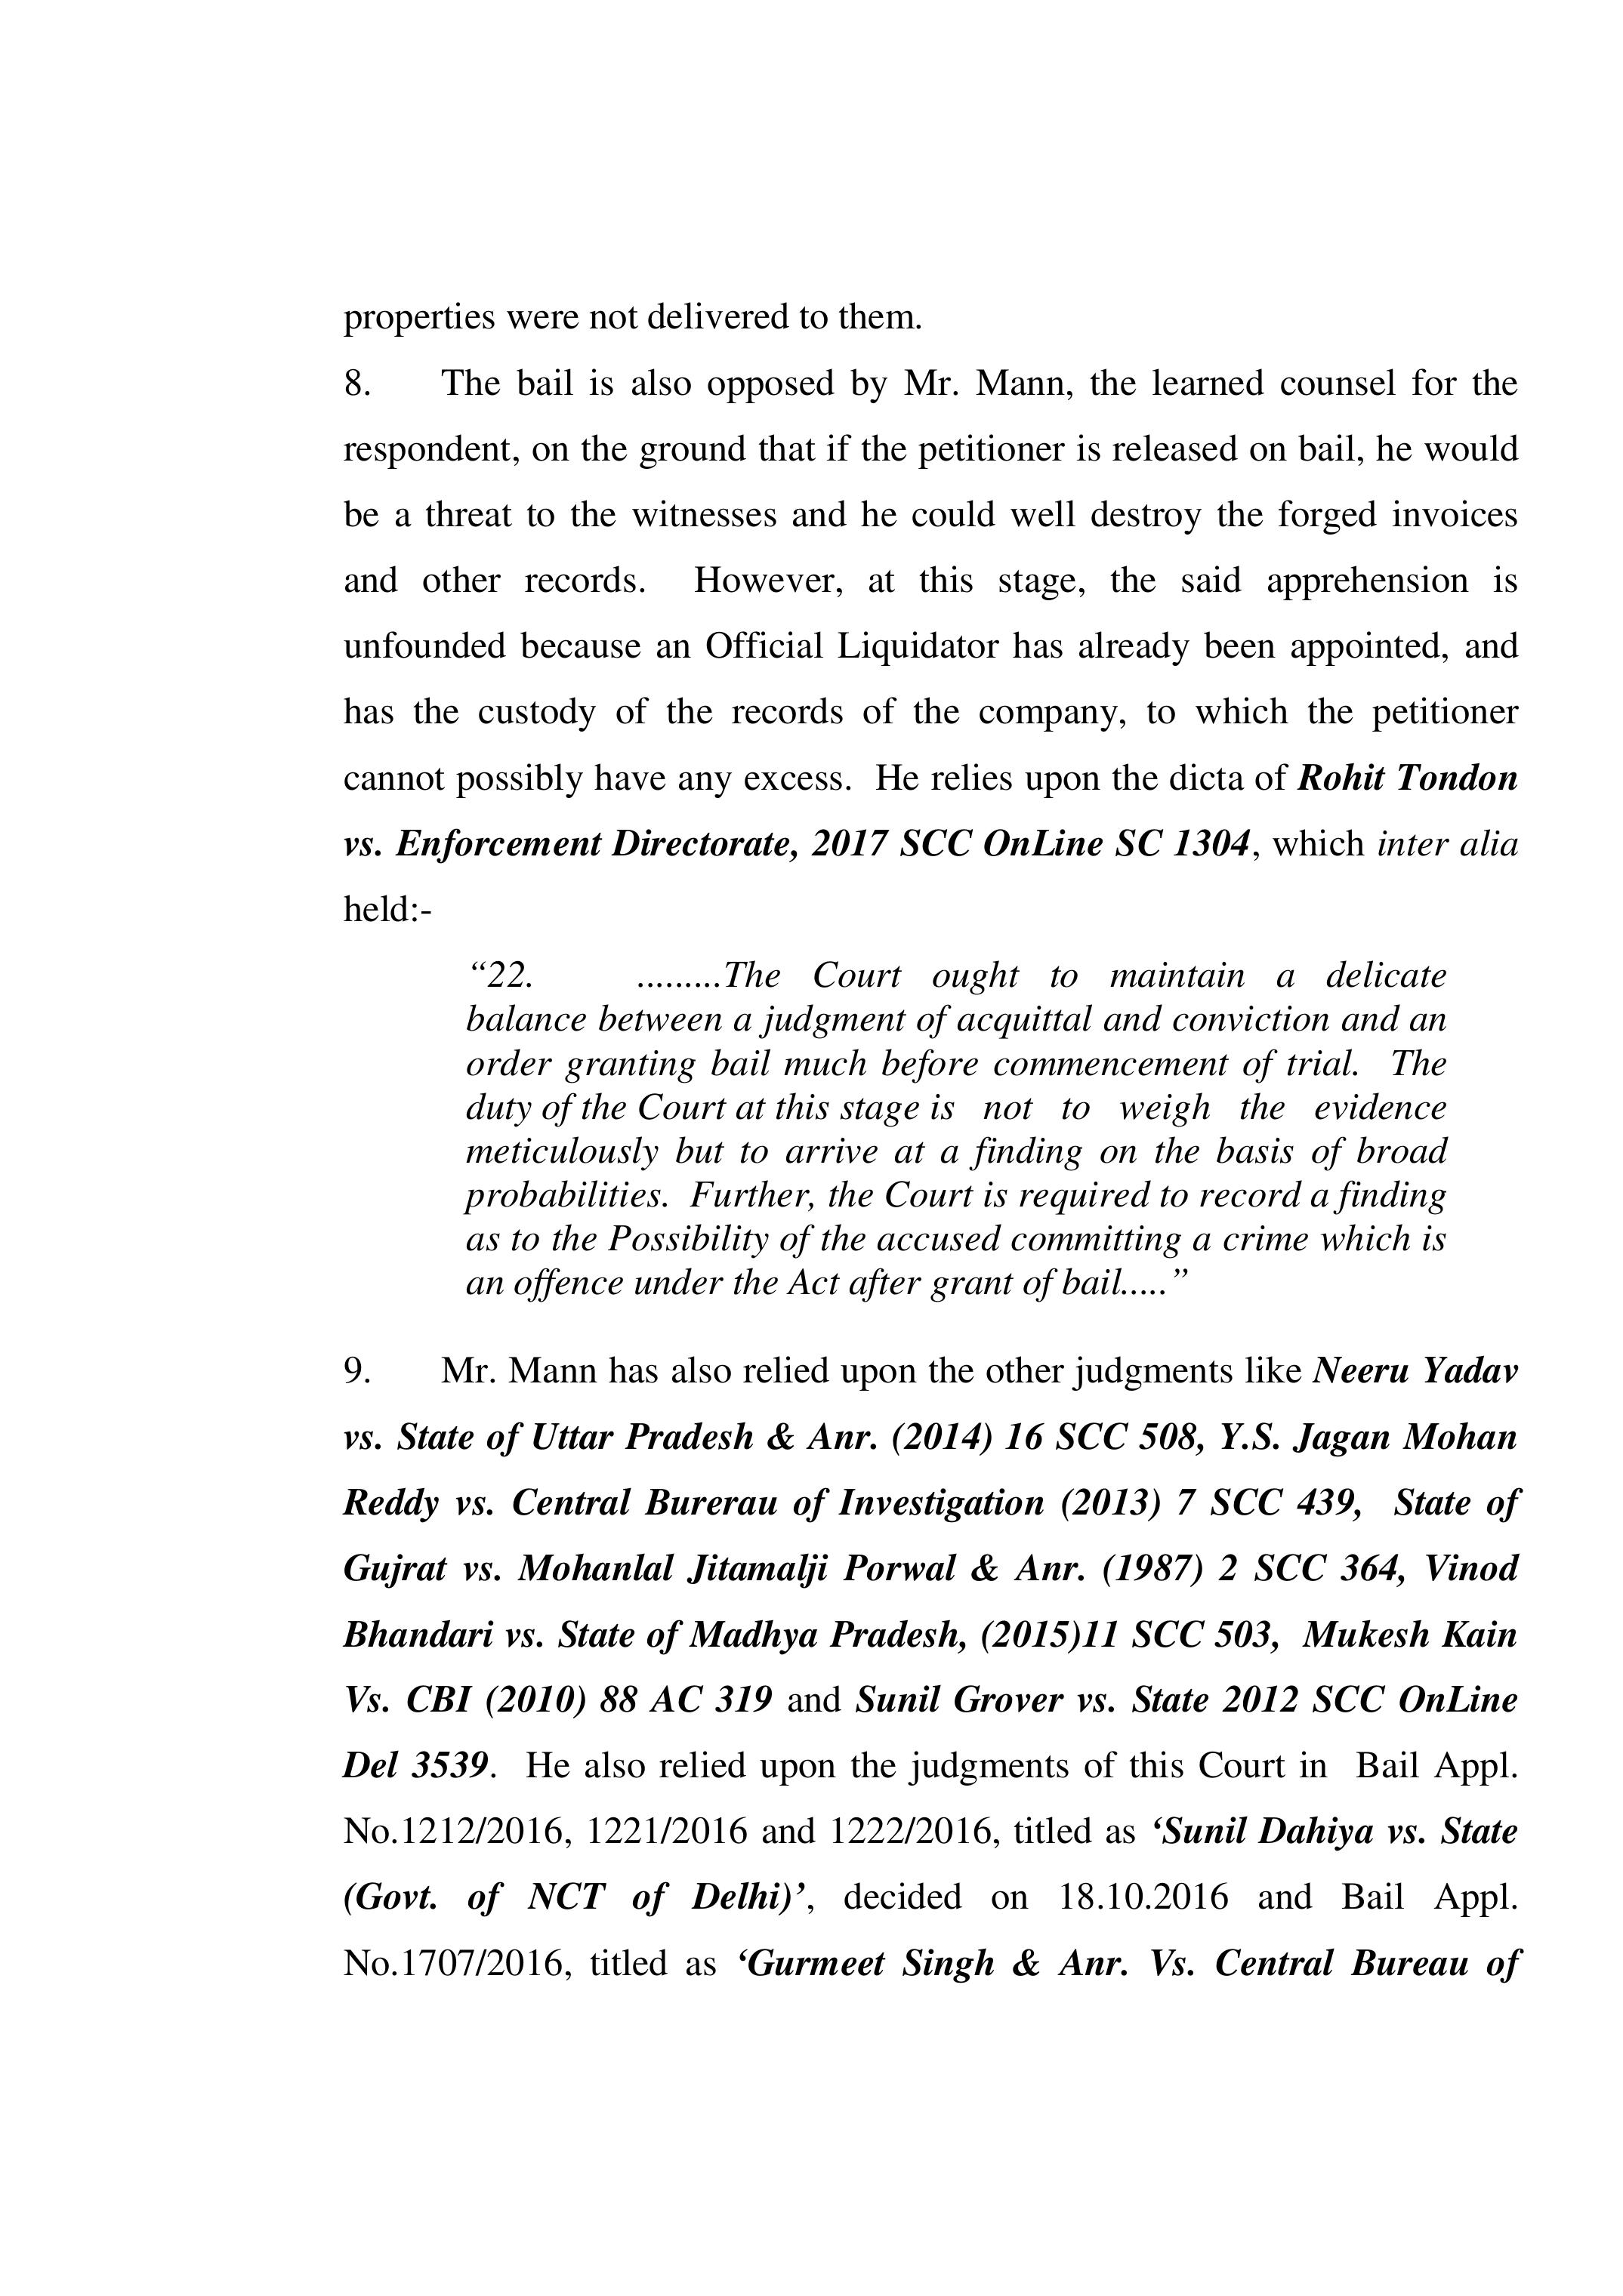 properties were not delivered to them.
8. The bail is also opposed by Mr. Mann, the learned counsel for the
respondent, on the ground that if the petitioner is released on bail, he would
be a threat to the witnesses and he could well destroy the forged invoices
and other records. However, at this stage, the said apprehension is
unfounded because an Official Liquidator has already been appointed, and
has the custody of the records of the company, to which the petitioner
cannot possibly have any excess. He relies upon the dicta of Rohit Tondon
vs. Enforcement Directorate, 2017 SCC OnLine SC 1304, which inter alia
held:-
“22. .........The Court ought to maintain a delicate
balance between a judgment of acquittal and conviction and an
order granting bail much before commencement of trial. The
duty of the Court at this stage is not to weigh the evidence
meticulously but to arrive at a finding on the basis of broad
probabilities. Further, the Court is required to record a finding
as to the Possibility of the accused committing a crime which is
an offence under the Act after grant of bail.....”
9. Mr. Mann has also relied upon the other judgments like Neeru Yadav
vs. State of Uttar Pradesh & Anr. (2014) 16 SCC 508, Y.S. Jagan Mohan
Reddy vs. Central Burerau of Investigation (2013) 7 SCC 439, State of
Gujrat vs. Mohanlal Jitamalji Porwal & Anr. (1987) 2 SCC 364, Vinod
Bhandari vs. State of Madhya Pradesh, (2015)11 SCC 503, Mukesh Kain
Vs. CBI (2010) 88 AC 319 and Sunil Grover vs. State 2012 SCC OnLine
Del 3539. He also relied upon the judgments of this Court in Bail Appl.
No.1212/2016, 1221/2016 and 1222/2016, titled as ‘Sunil Dahiya vs. State
(Govt. of NCT of Delhi)’, decided on 18.10.2016 and Bail Appl.
No.1707/2016, titled as ‘Gurmeet Singh & Anr. Vs. Central Bureau of